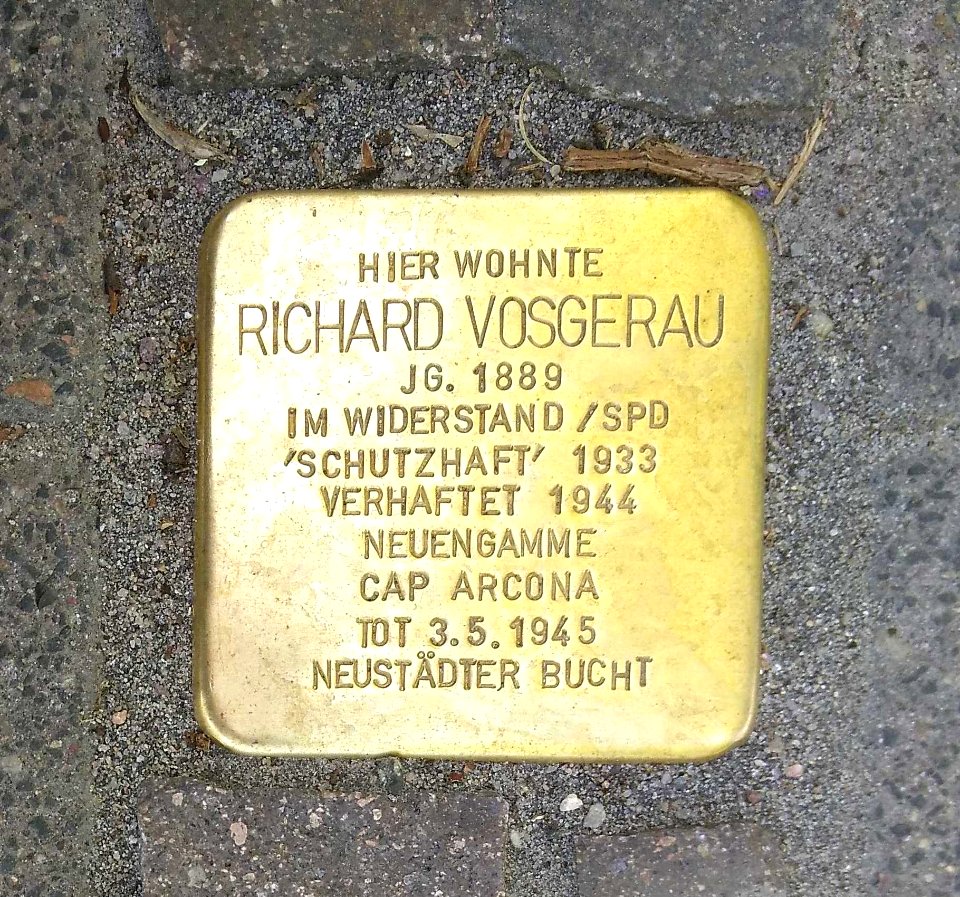 HIER WOHNTE
RICHARD VOSGERAU
JG. 1889
IM WIDERSTAND / SPD
'SCHUTZHAFT' 1933
VERHAFTET 1944
NEUENGAMME
CAP ARCONA
TOT 3.5.1945
NEUSTÄDTER BUCHT